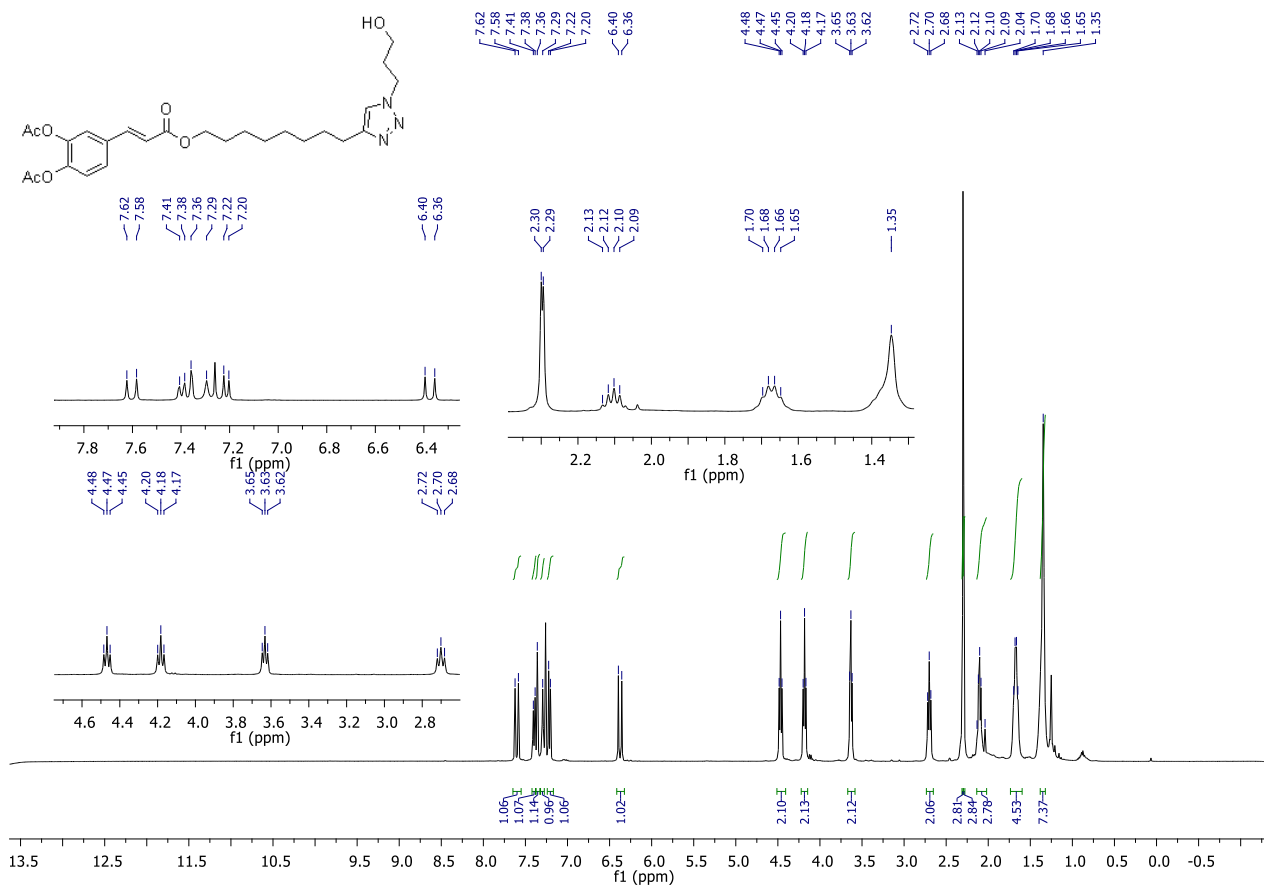 7.62 7.58 7.41 7.38 7.36 7.29 7.22 7.20 6.40 6.36 4.48 4.47 4.45 4.20 4.18 4.17 3.65 3.63 3.62 2.72 2.70 2.68 2.13 2.12 2.10 2.09 2.04 1.70 1.68 1.66 1.65 1.35
HO
N
N
N
O
O
AcO
AcO
7.62 7.58 7.41 7.38 7.36 7.29 7.22 7.20 6.40 6.36
7.8 7.6 7.4 7.2 7.0 6.8 6.6 6.4
f1 (ppm)
2.30 2.29 2.13 2.12 2.10 2.09 1.70 1.68 1.66 1.65 1.35
2.2 2.0 1.8 1.6 1.4
f1 (ppm)
4.48 4.47 4.45 4.20 4.18 4.17 3.65 3.63 3.62 2.72 2.70 2.68
4.6 4.4 4.2 4.0 3.8 3.6 3.4 3.2 3.0 2.8
f1 (ppm)
1.06 1.07 1.14 0.96 1.06 1.02 2.10 2.13 2.12 2.06 2.81 2.84 2.78 4.53 7.37
13.5 12.5 11.5 10.5 9.5 9.0 8.5 8.0 7.5 7.0 6.5 6.0 5.5 5.0 4.5 4.0 3.5 3.0 2.5 2.0 1.5 1.0 0.5 0.0 -0.5
f1 (ppm)